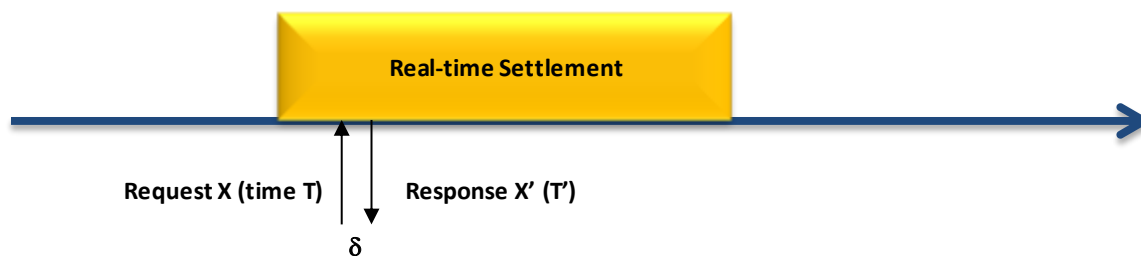 Real-time Settlement
Request X (time T) Response X’ (T’)
δ